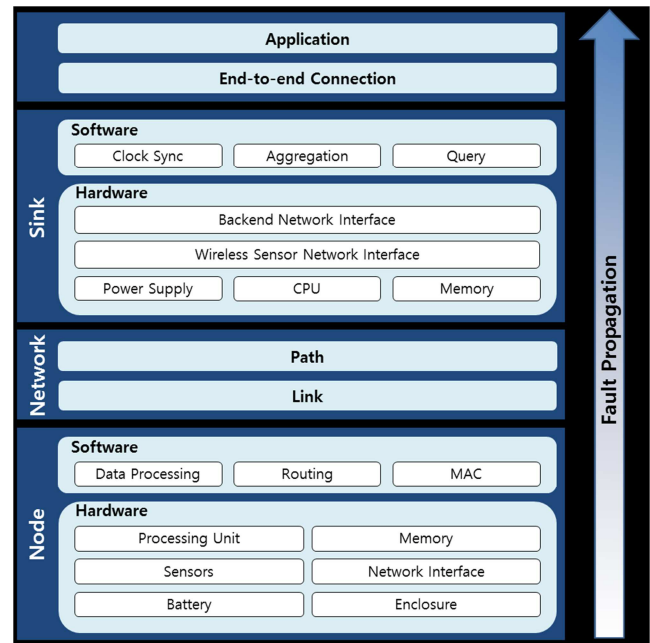 Application
End-to-end Connection
Sink
Software
Clock Sync
Aggregation
Query
Hardware
Backend Network Interface
Wireless Sensor Network Interface
Power Supply
CPU
Memory
Network
Path
Link
Node
Software
Data Processing
Routing
MAC
Hardware
Processing Unit
Memory
Sensors
Network Interface
Battery
Enclosure
Fault Propagation